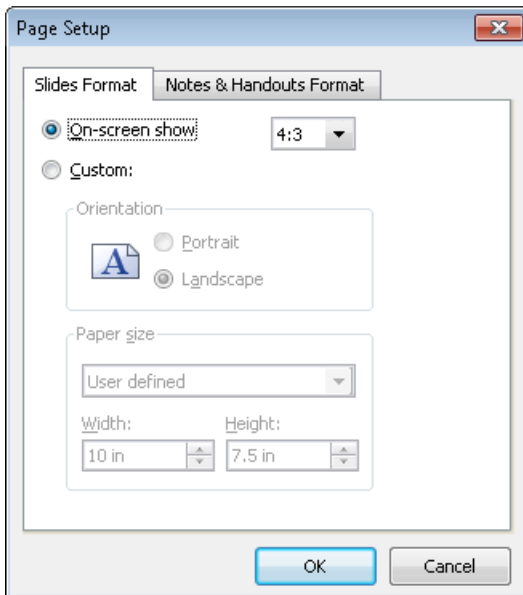 Page Setup
Slides Format Notes & Handouts Format
On-screen show 4:3
Custom:
Orientation
A Portrait
Landscape
Paper size
User defined
Width: Height:
10 in 7.5 in
OK Cancel